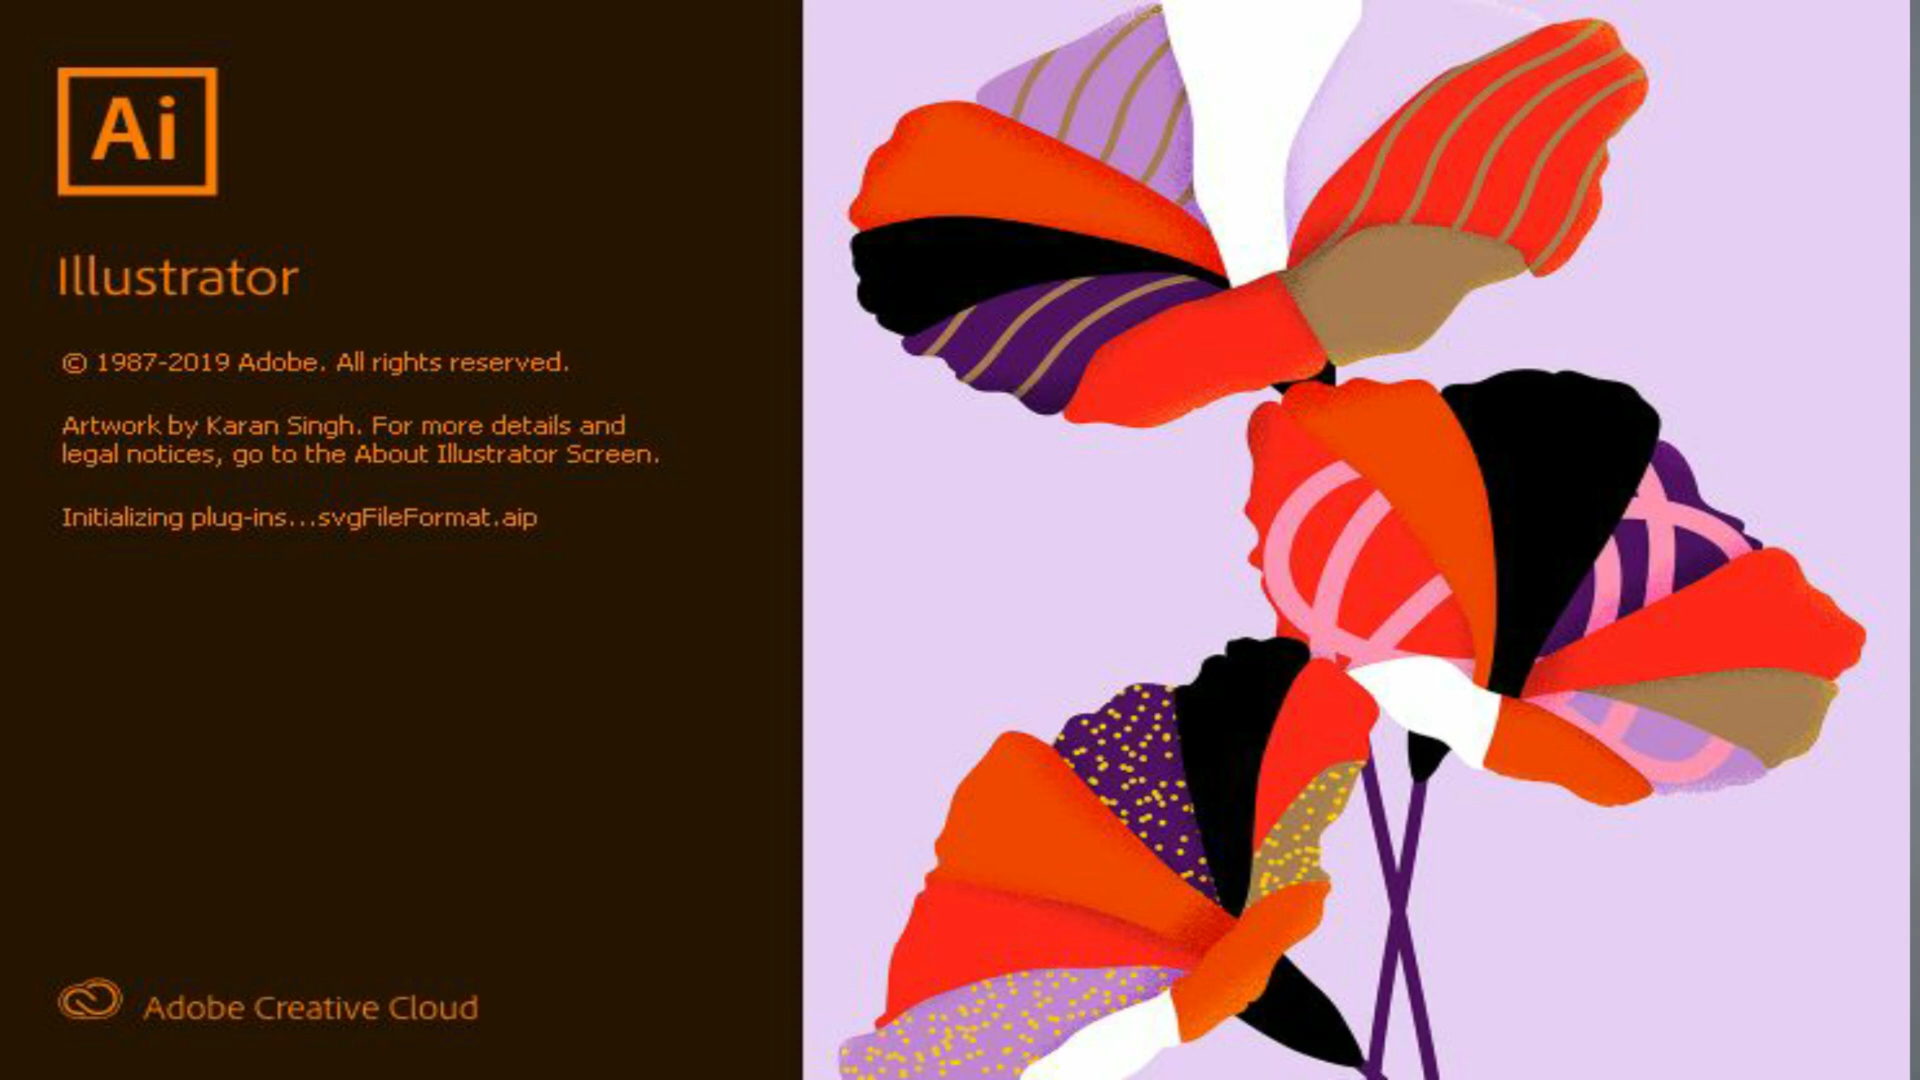 Ai
Illustrator
© 1987-2019 Adobe. All rights reserved.
Artwork by Karan Singh. For more details and
legal notices, go to the About Illustrator Screen.
Initializing plug-ins...svgFileFormat.aip
Adobe Creative Cloud